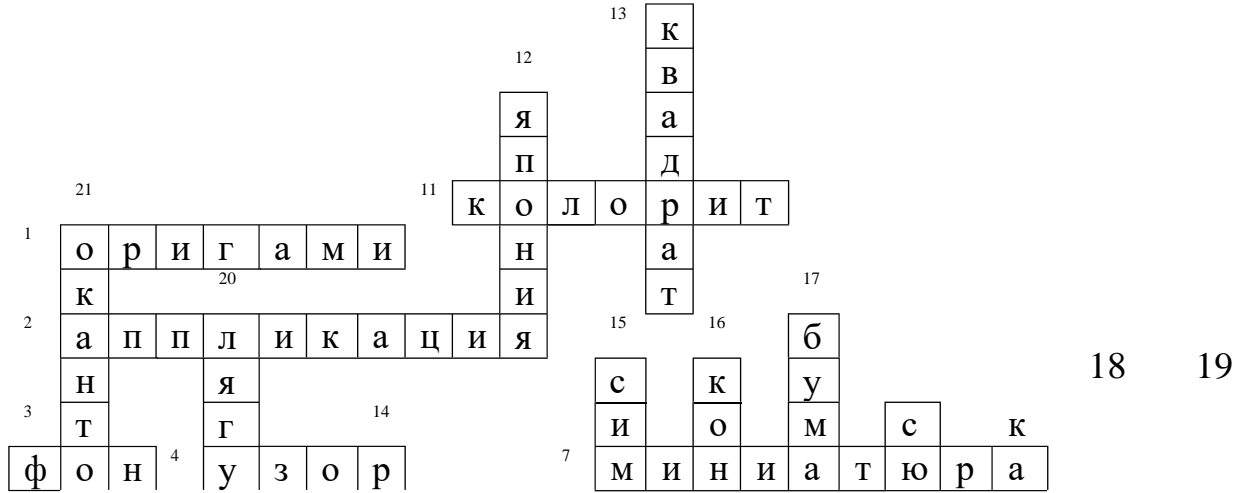 13 к
в
12
я а
п д
21 11 к о л о р и т
1 о р и г а м и н а
к 20 и т 17
2 а п п л и к а ц и я 15 16 б
н я с к у 18 19
3 т г 14 и о м с к
ф о н 4 у з о р 7 м и н и а т ю р а